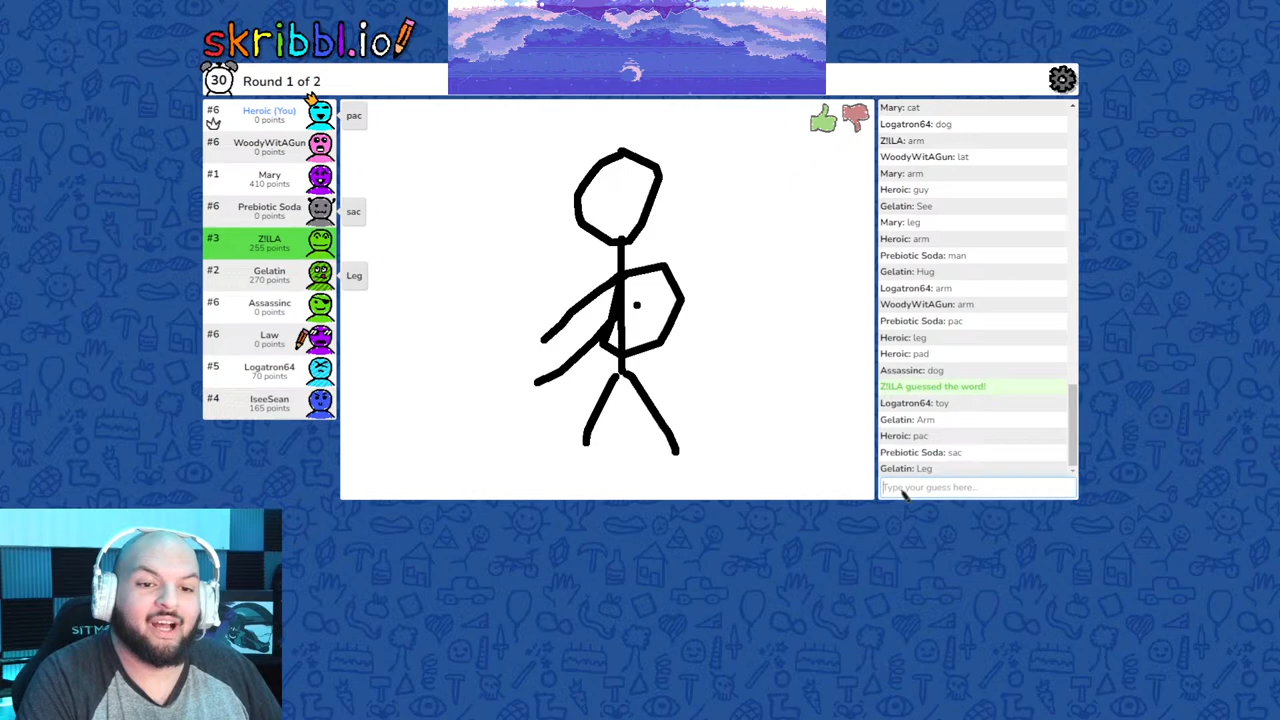 skribbl.io!
30
Round 1 of 2
#6 Heroic (You)
0 points
#6 WoodyWitAGun
0 points
#1 Mary
410 points
#6 Prebiotic Soda
0 points
#3 Z!LA
255 points
#2 Gelatin
270 points
#6 Assassinc
0 points
#6 Law
0 points
#5 Logatron64
70 points
#4 IseeSean
165 points
pac
sac
Leg
Mary: cat
Logatron64: dog
Z!LA: arm
WoodyWitAGun: lat
Mary: arm
Heroic: guy
Gelatin: See
Mary: leg
Heroic: arm
Prebiotic Soda: man
Gelatin: Hug
Logatron64: arm
WoodyWitAGun: arm
Prebiotic Soda: pac
Heroic: leg
Heroic: pad
Assassinc: dog
Z!LA guessed the word!
Logatron64: toy
Gelatin: Arm
Heroic: pac
Prebiotic Soda: sac
Gelatin: Leg
Type your guess here...